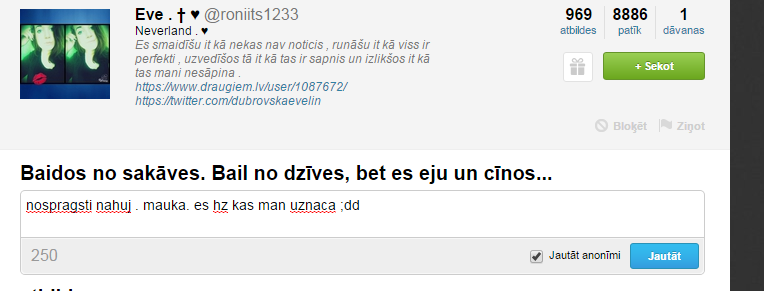 Eve . † ♥ @roniits1233
Neverland . ♥
Es smaidīšu it kā nekas nav noticis , runāšu it kā viss ir
perfekti , uzvedīšos tā it kā tas ir sapnis un izlikšos it kā
tas mani nesāpina .
https://www.draugiem.lv/user/1087672/
https://twitter.com/dubrovskaevelin
969 8886 1
atbildes patīk dāvanas
+ Sekot
Bloķēt Ziņot
Baidos no sakāves. Bail no dzīves, bet es eju un cīnos...
nospragsti nahuj . mauka. es hz kas man uznaca ;dd
250 Jautāt anonīmi Jautāt